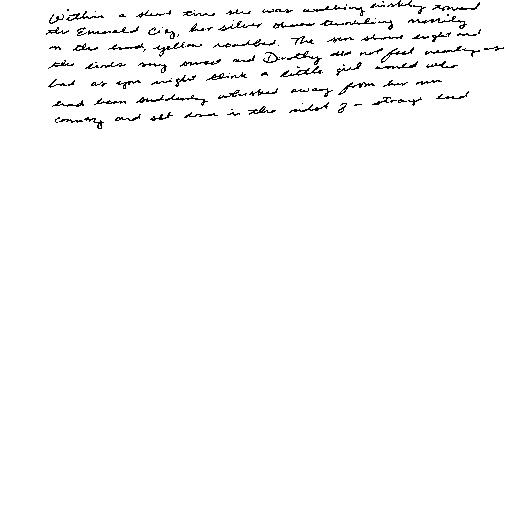 Within a short time she was walking briskly toward
the Emerald City, her silver shoes tinkling merrily
on the hard, yellow roadbed. The sun shone bright and
the birds sang sweet and Dorothy did not feel nearly as
bad as you might think a little girl would who
had been suddenly whisked away from her own
country and set down in the midst of a strange land